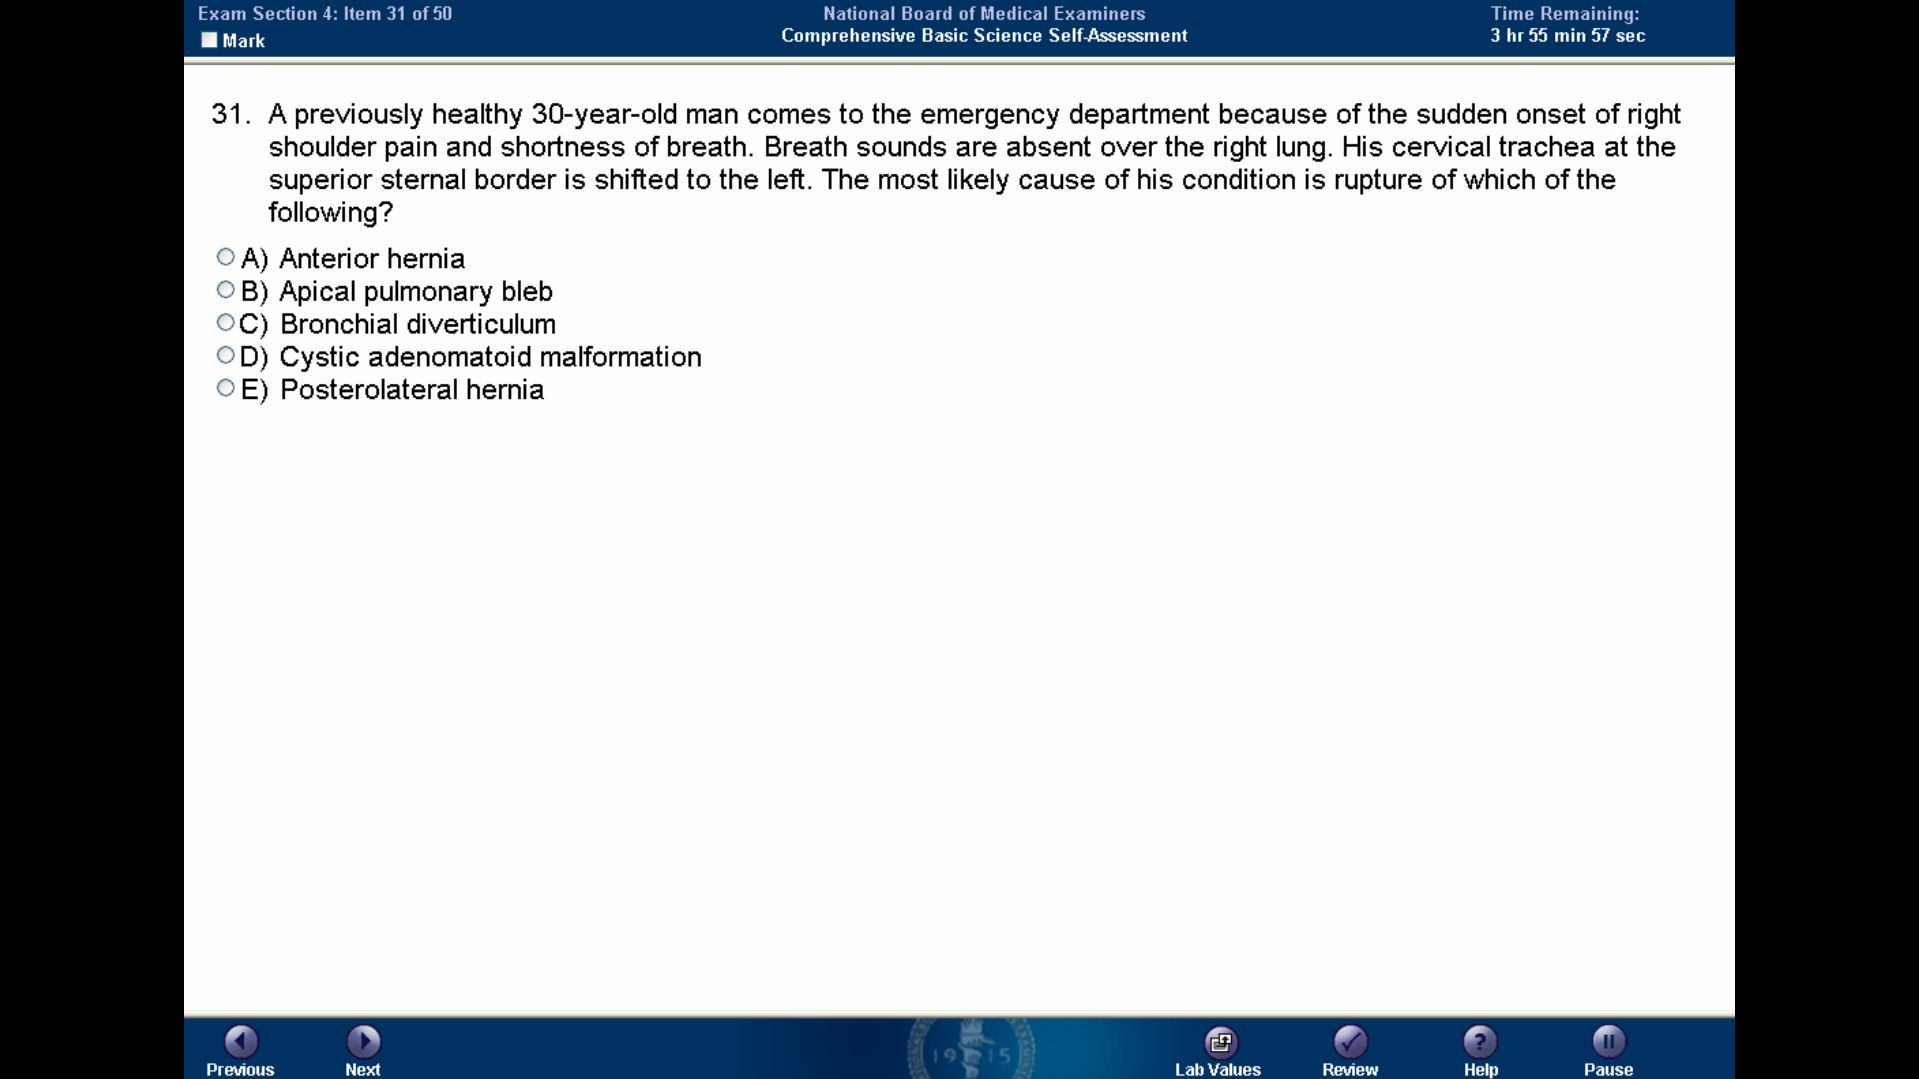 Exam Section 4: Item 31 of 50
Mark
National Board of Medical Examiners
Comprehensive Basic Science Self-Assessment
Time Remaining:
3 hr 55 min 57 sec
31. A previously healthy 30-year-old man comes to the emergency department because of the sudden onset of right
shoulder pain and shortness of breath. Breath sounds are absent over the right lung. His cervical trachea at the
superior sternal border is shifted to the left. The most likely cause of his condition is rupture of which of the
following?
A) Anterior hernia
B) Apical pulmonary bleb
C) Bronchial diverticulum
D) Cystic adenomatoid malformation
E) Posterolateral hernia
1915
Previous
Next
Lab Values
Review
Help
Pause